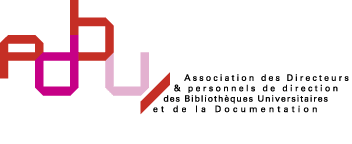 adbu
Association des Directeurs
& personnels de direction
des Bibliothèques Universitaires
et de la Documentation